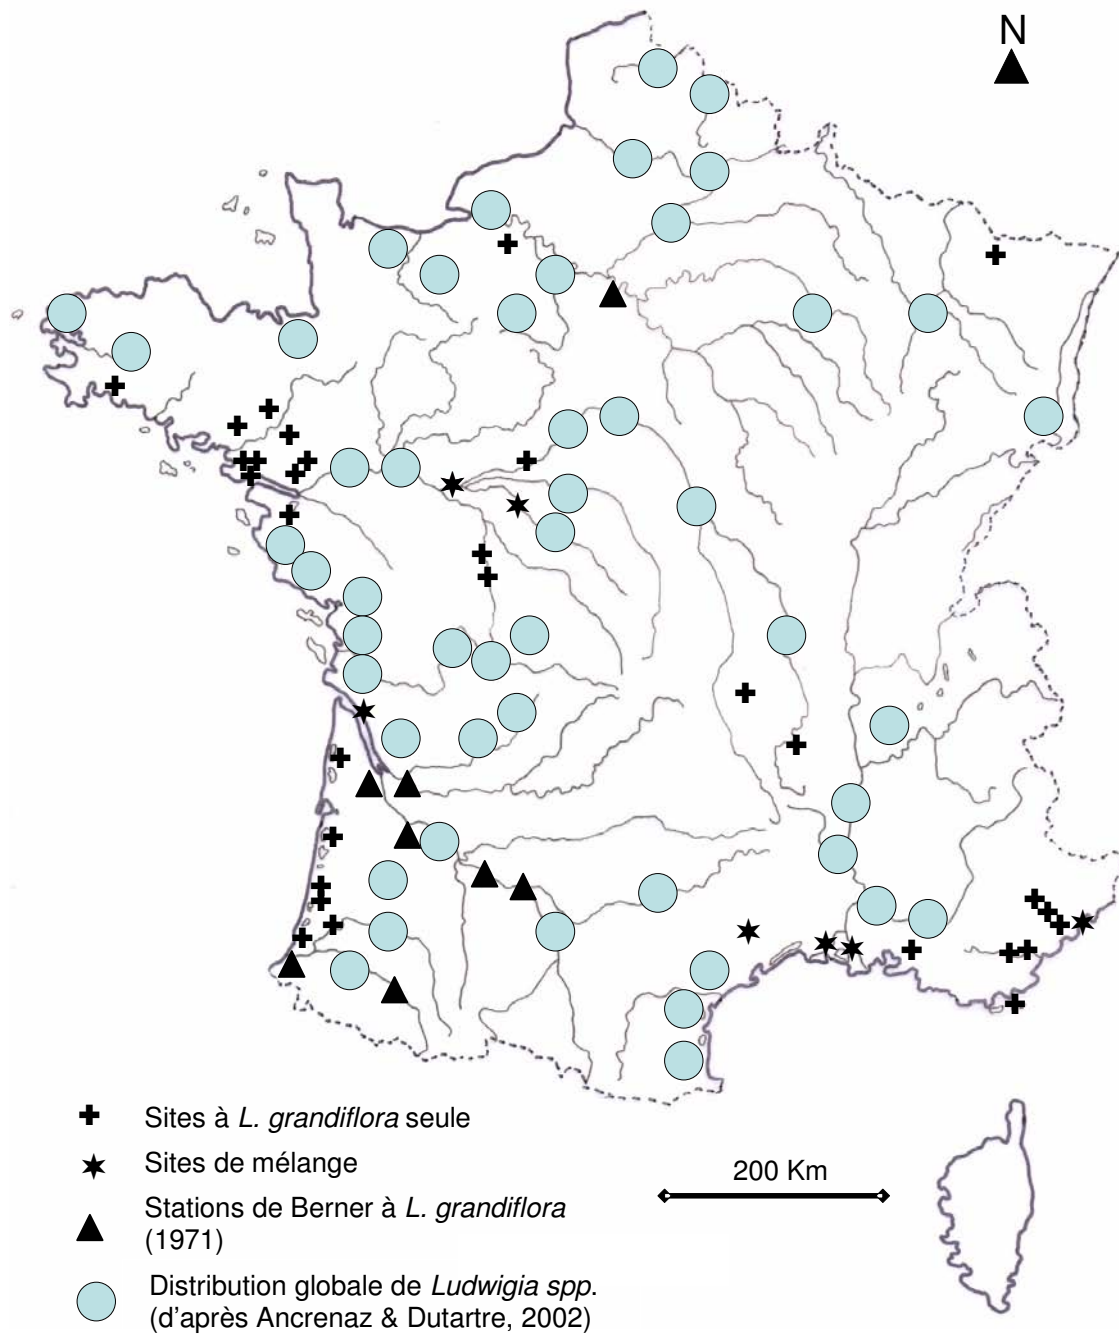 N
Sites à L. grandiflora seule
Sites de mélange
200 Km
Stations de Berner à L. grandiflora
(1971)
Distribution globale de Ludwigia spp.
(d'après Ancrenaz & Dutartre, 2002)